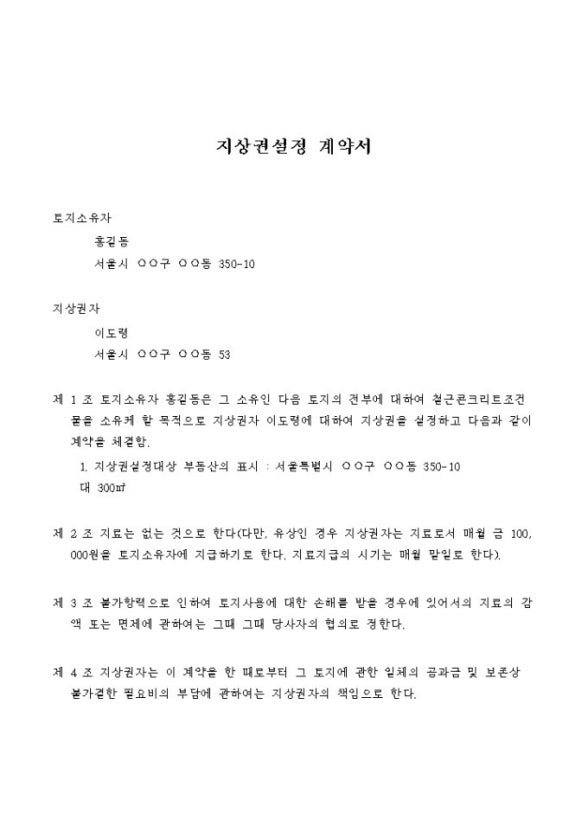 지상권설정 계약서
토지소유자
홍길동
서울시 ○○구 ○○동 350-10
지상권자
이도령
서울시 ○○구 ○○동 53
제 1 조 토지소유자 홍길동은 그 소유인 다음 토지의 전부에 대하여 철근콘크리트조건
물을 소유케 할 목적으로 지상권자 이도령에 대하여 지상권을 설정하고 다음과 같이
계약을 체결함.
1. 지상권설정대상 부동산의 표시 : 서울특별시 ○○구 ○○동 350-10
대 300㎡
제 2 조 지료는 없는 것으로 한다(다만, 유상인 경우 지상권자는 지료로서 매월 금 100,
000원을 토지소유자에 지급하기로 한다. 지료지급의 시기는 매월 말일로 한다).
제 3 조 불가항력으로 인하여 토지사용에 대한 손해를 받을 경우에 있어서의 지료의 감
액 또는 면제에 관하여는 그때 그때 당사자의 협의로 정한다.
제 4 조 지상권자는 이 계약을 한 때로부터 그 토지에 관한 일체의 공과금 및 보존상
불가결한 필요비의 부담에 관하여는 지상권자의 책임으로 한다.